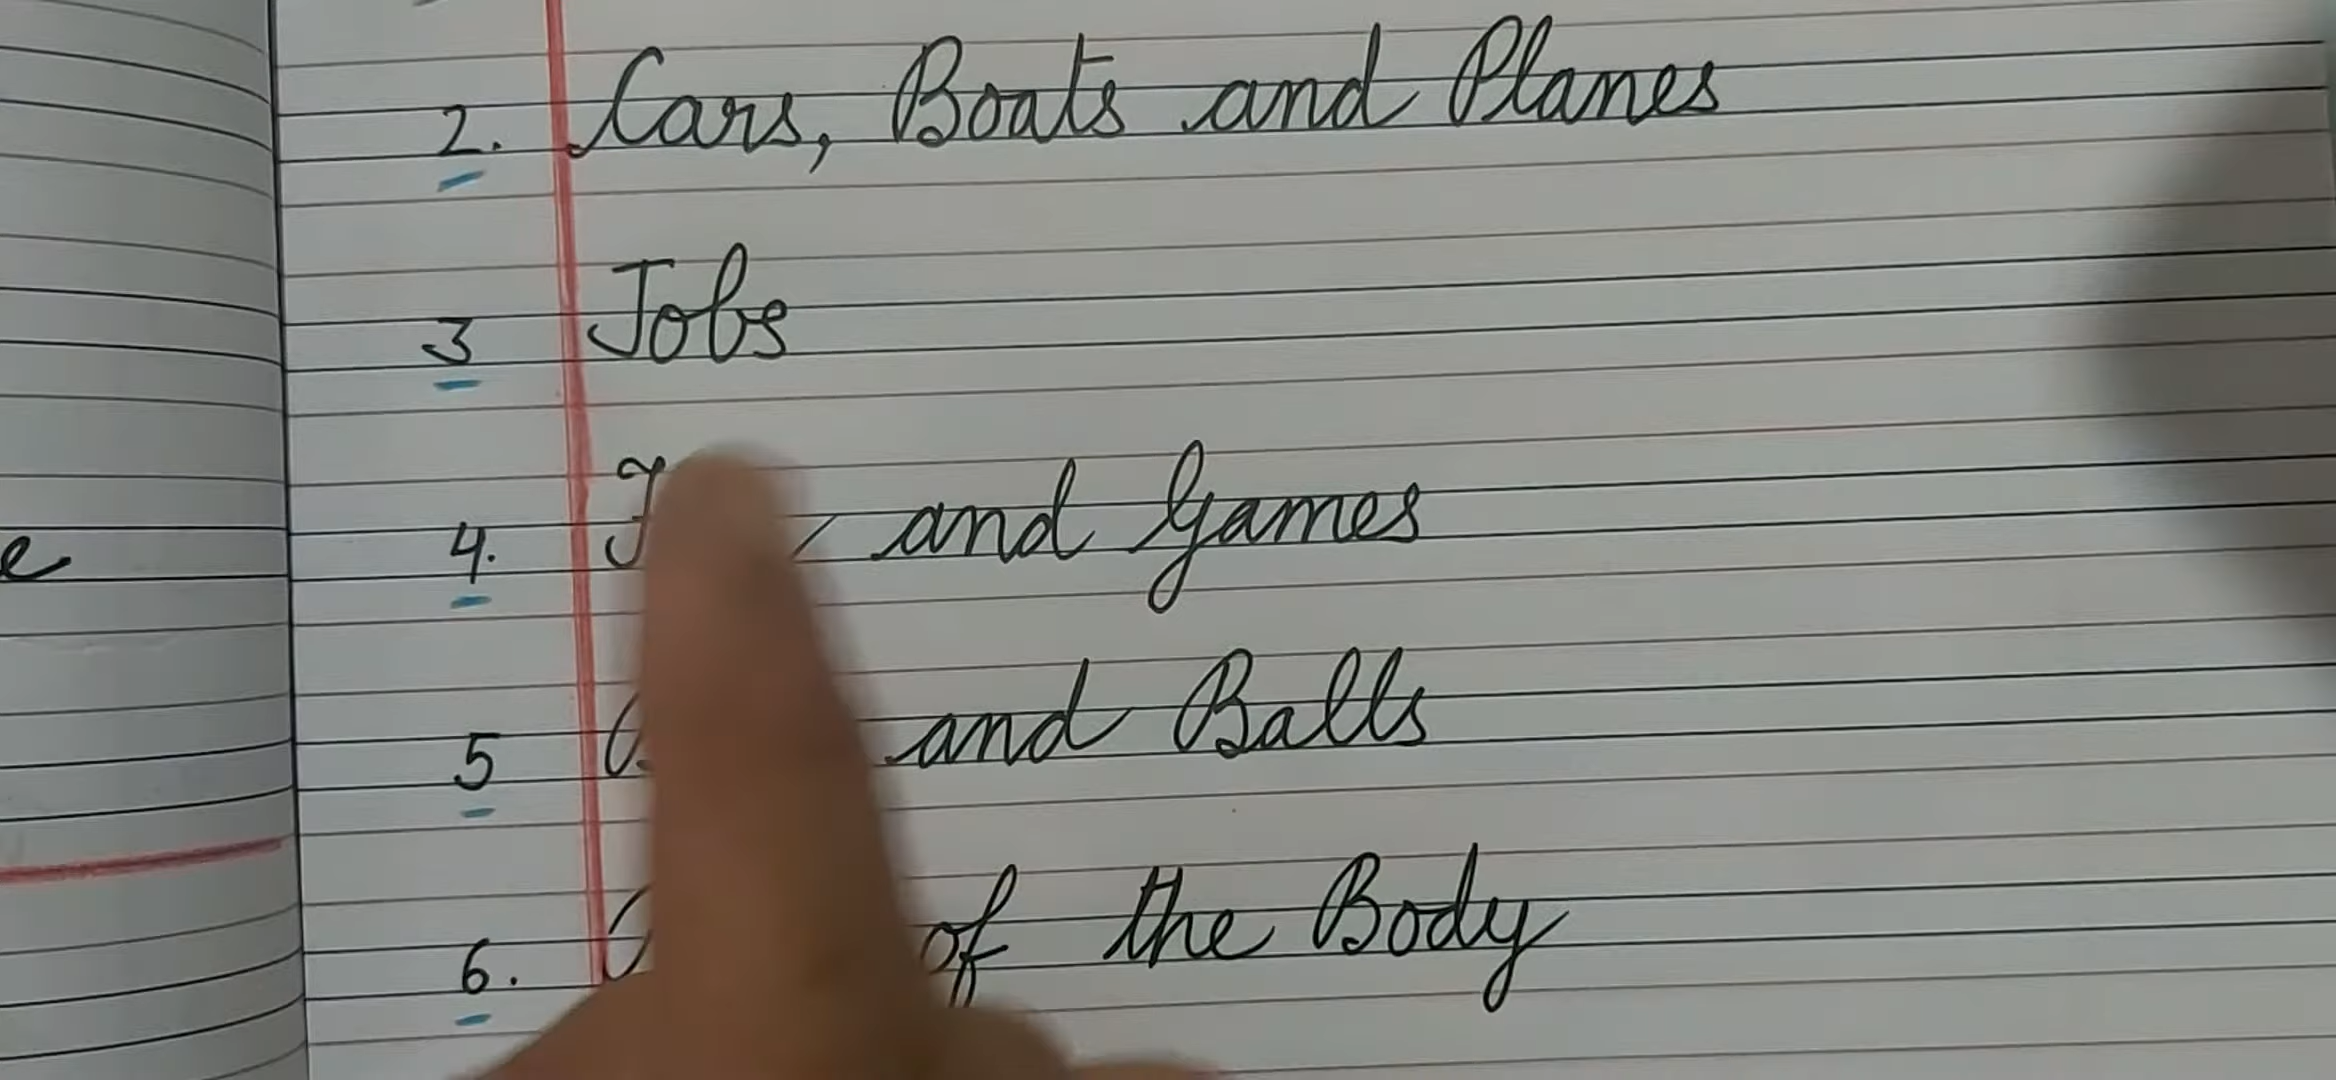 2. Cars, Boats and Planes
3 Jobs
4. and Games
5 and Balls
6. of the Body
e